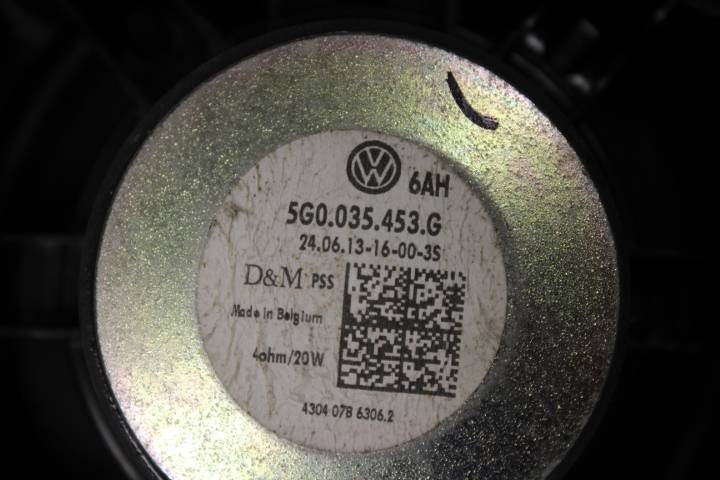 VW
6AH
5G0.035.453.G
24.06.13-16-00-3S
D&M PSS
Made in Belgium
4ohm/20W
4304 078 6306.2